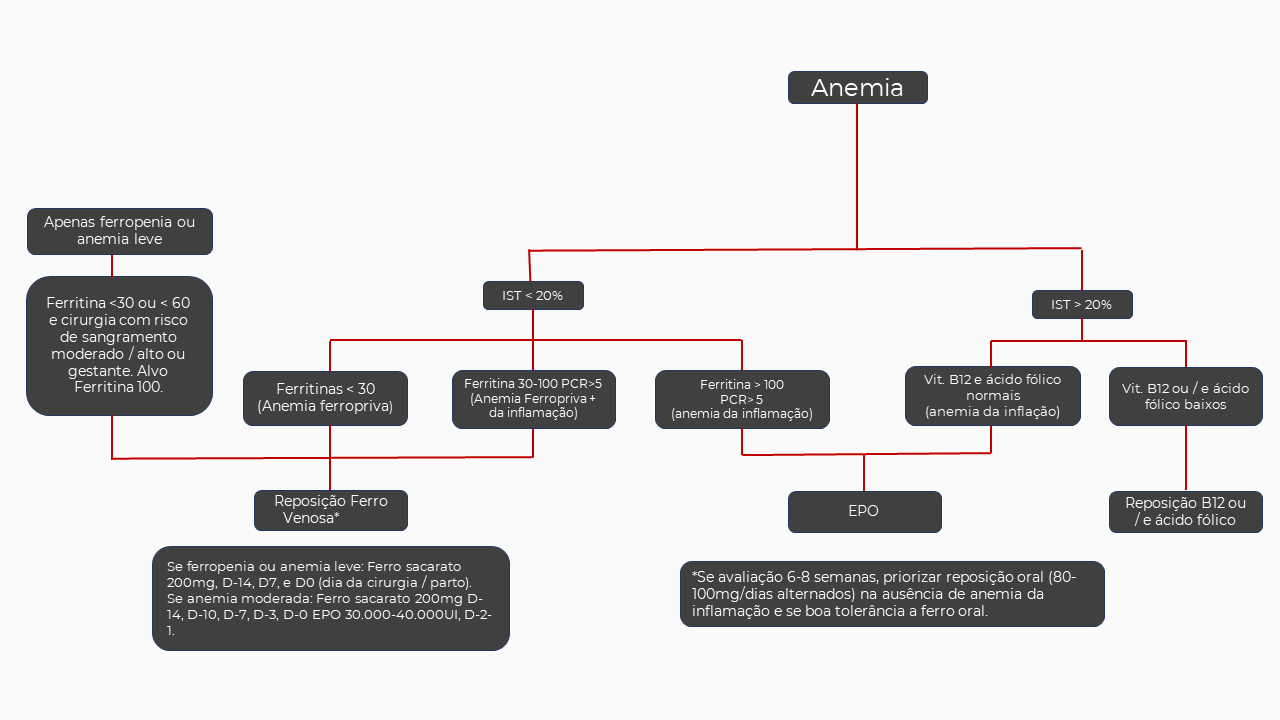 Anemia
Apenas ferropenia ou
anemia leve
Ferritina <30 ou < 60
e cirurgia com risco
de sangramento
moderado / alto ou
gestante. Alvo
Ferritina 100.
IST < 20%
IST > 20%
Ferritinas < 30
(Anemia ferropriva)
Ferritina 30-100 PCR>5
(Anemia Ferropriva +
da inflamação)
Ferritina > 100
PCR> 5
(anemia da inflamação)
Vit. B12 e ácido fólico
normais
(anemia da inflação)
Vit. B12 ou / e ácido
fólico baixos
Reposição Ferro
Venosa*
EPO
Reposição B12 ou
/ e ácido fólico
Se ferropenia ou anemia leve: Ferro sacarato
200mg, D-14, D7, e D0 (dia da cirurgia / parto).
Se anemia moderada: Ferro sacarato 200mg D-
14, D-10, D-7, D-3, D-0 EPO 30.000-40.000UI, D-2-
1.
*Se avaliação 6-8 semanas, priorizar reposição oral (80-
100mg/dias alternados) na ausência de anemia da
inflamação e se boa tolerância a ferro oral.